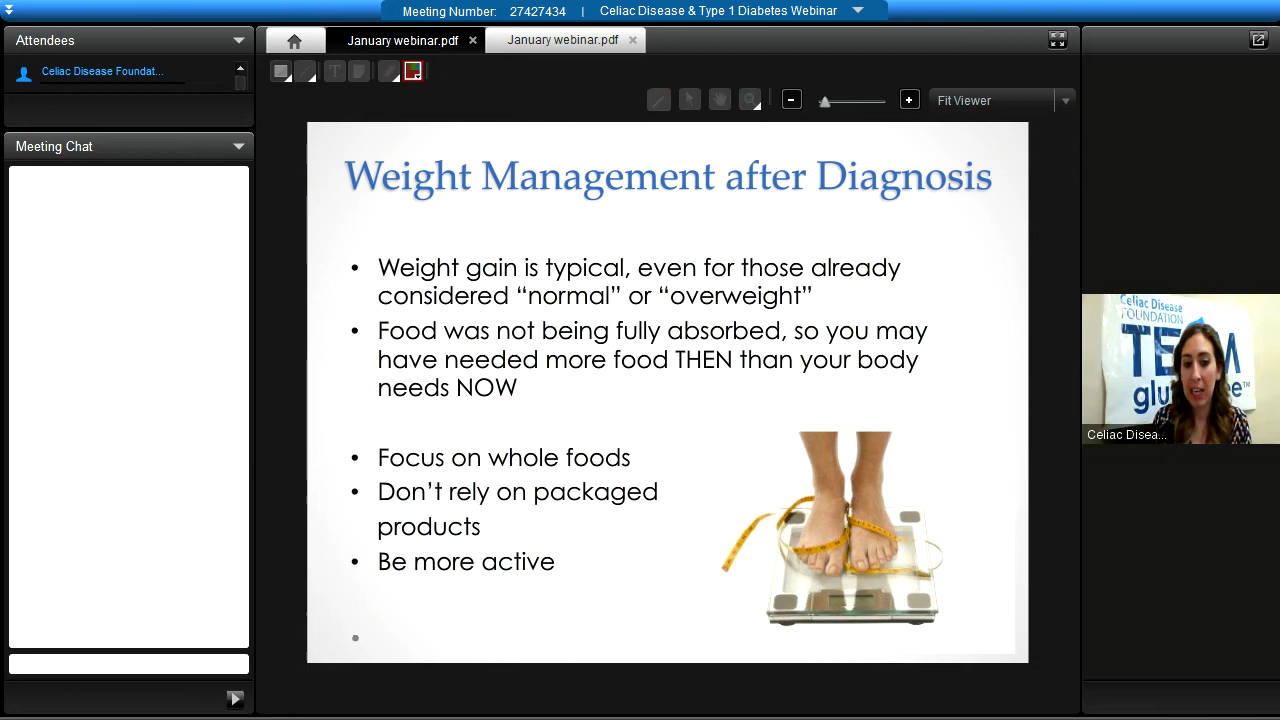 Meeting Number: 27427434 | Celiac Disease & Type 1 Diabetes Webinar
Attendees
Celiac Disease Foundat...
Meeting Chat
January webinar.pdf
January webinar.pdf
Fit Viewer
Weight Management after Diagnosis
• Weight gain is typical, even for those already
considered “normal” or “overweight”
• Food was not being fully absorbed, so you may
have needed more food THEN than your body
needs NOW
• Focus on whole foods
• Don’t rely on packaged
products
• Be more active
Celiac Disease
FOUNDATION
TE M
glu ee™
Celiac Disea...